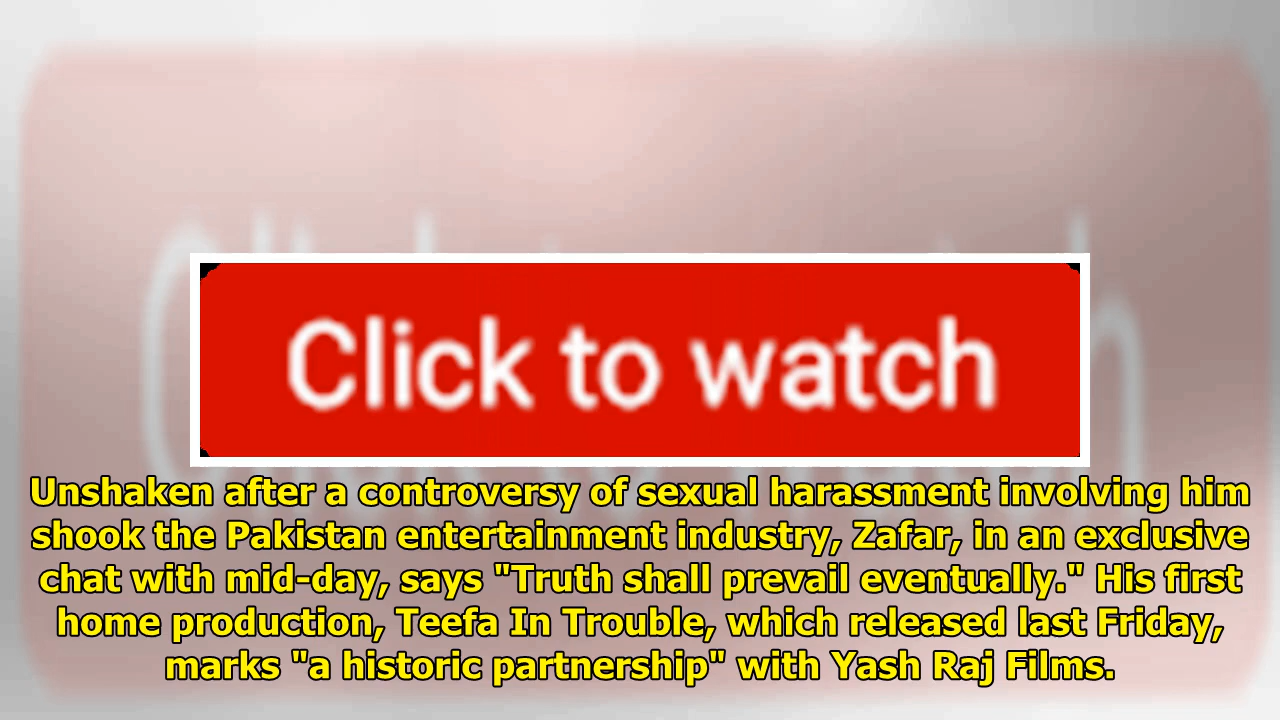 Click to watch
Unshaken after a controversy of sexual harassment involving him
shook the Pakistan entertainment industry, Zafar, in an exclusive
chat with mid-day, says "Truth shall prevail eventually." His first
home production, Teefa In Trouble, which released last Friday,
marks "a historic partnership" with Yash Raj Films.